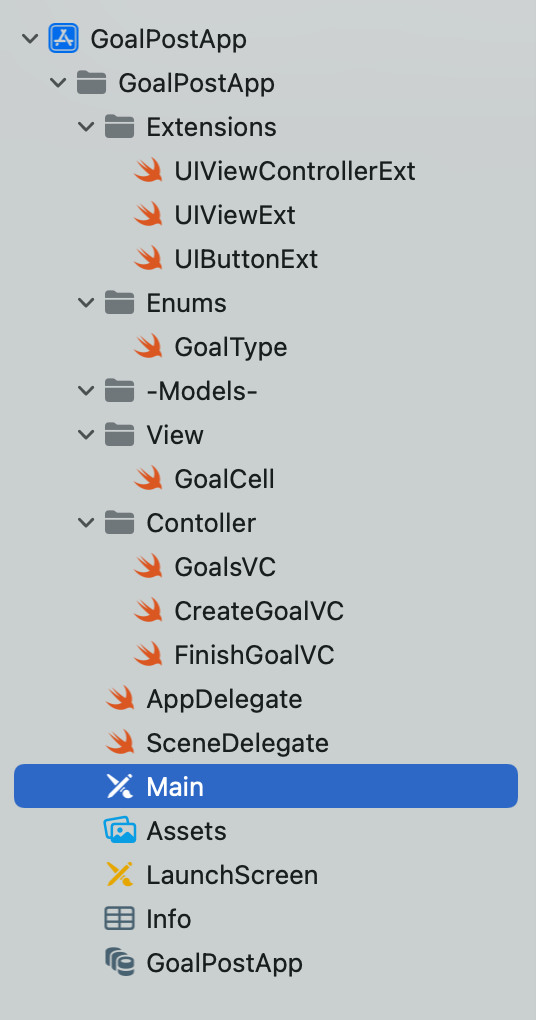 GoalPostApp
GoalPostApp
Extensions
UIViewControllerExt
UIViewExt
UIButtonExt
Enums
GoalType
-Models-
View
GoalCell
Contoller
GoalsVC
CreateGoalVC
FinishGoalVC
AppDelegate
SceneDelegate
Main
Assets
LaunchScreen
Info
GoalPostApp